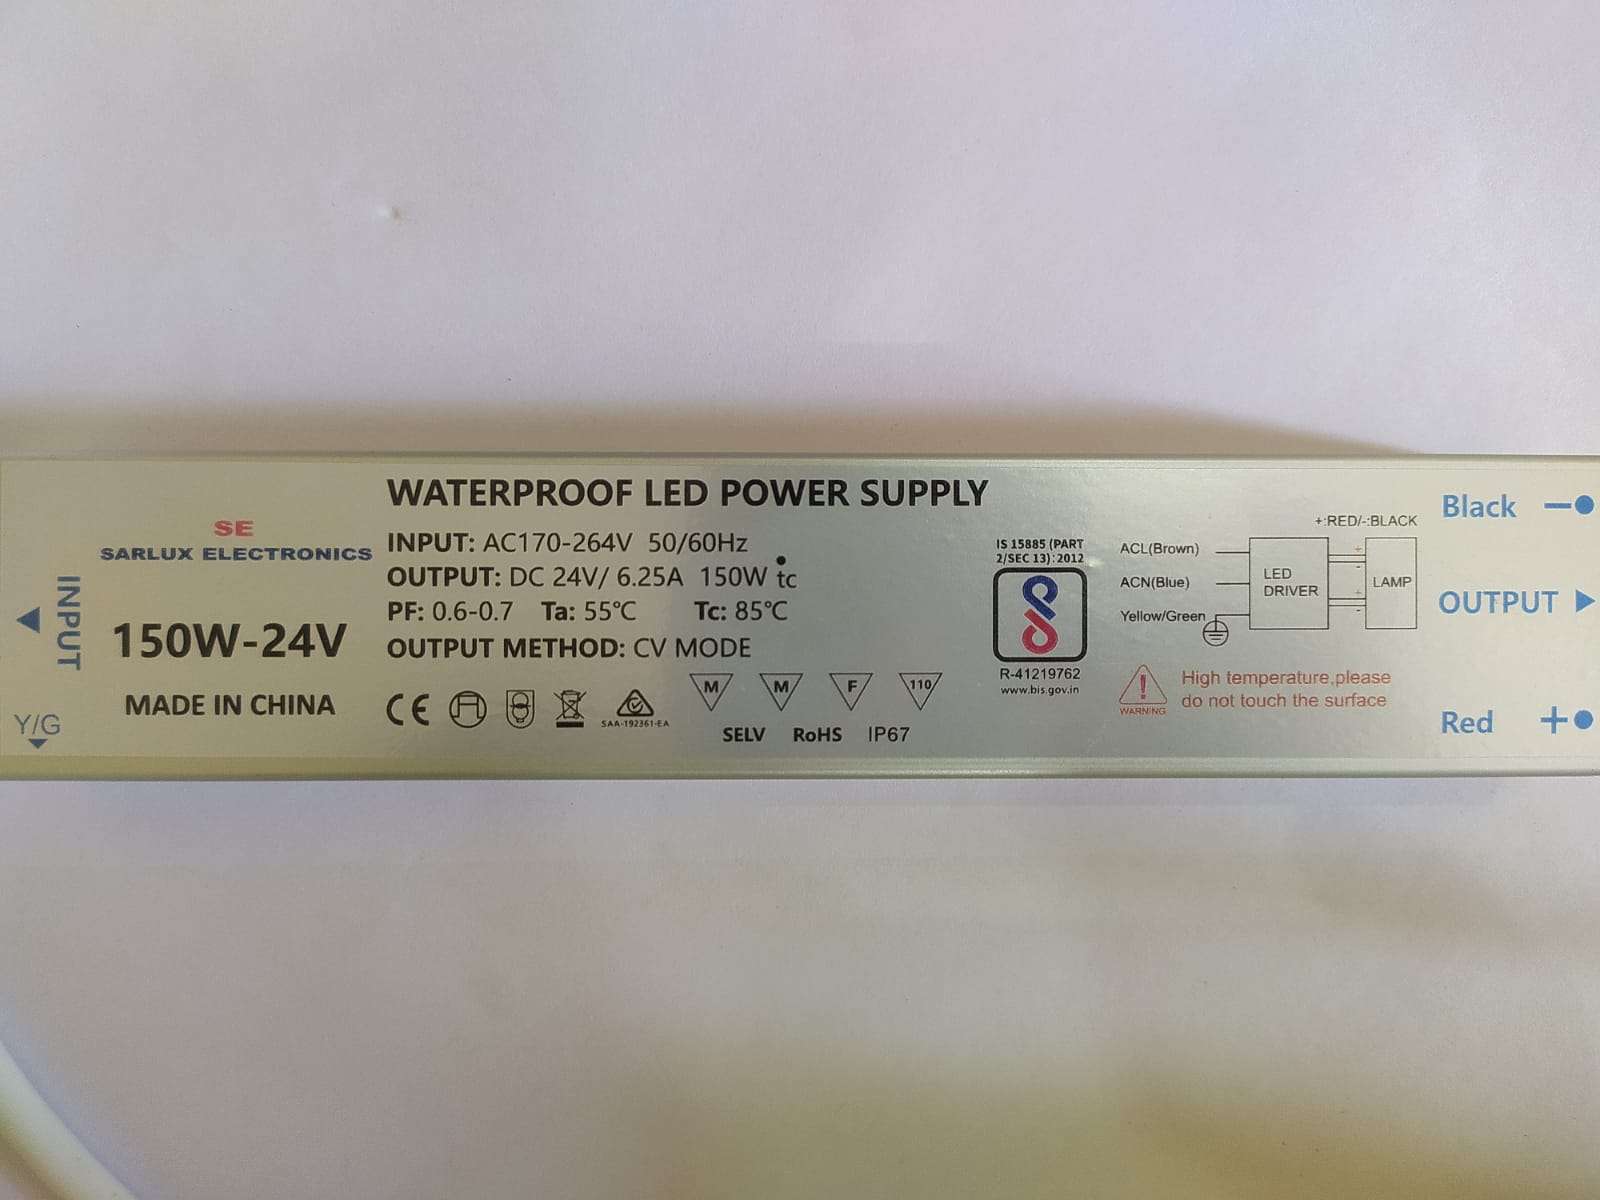 INPUT
Y/G
SE
SARLUX ELECTRONICS
150W-24V
MADE IN CHINA
WATERPROOF LED POWER SUPPLY
INPUT: AC170-264V 50/60Hz
OUTPUT: DC 24V/ 6.25A 150W tc
PF: 0.6-0.7 Ta: 55℃ Tc: 85℃
OUTPUT METHOD: CV MODE
CE
SAA-192361-EA
M M F 110
SELV RoHS IP67
IS 15885 (PART
2/SEC 13):2012
R-41219762
www.bis.gov.in
+:RED/-:BLACK
ACL(Brown)
ACN(Blue)
Yellow/Green
LED
DRIVER
+
-
+
-
LAMP
WARNING
High temperature,please
do not touch the surface
Black −
OUTPUT
Red +